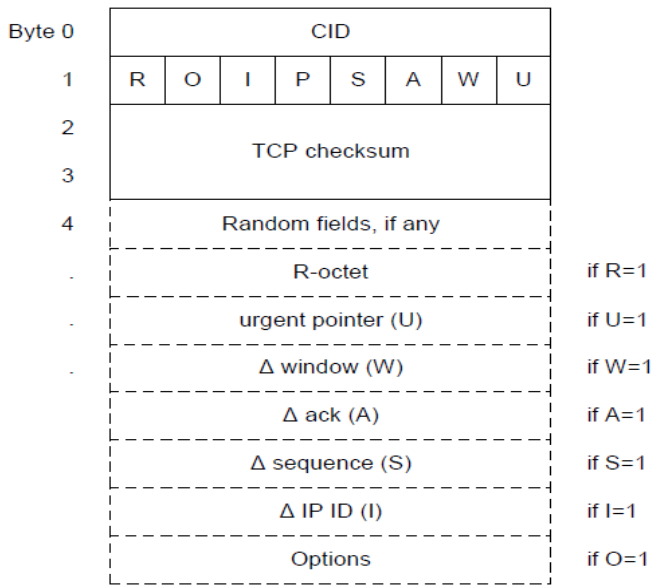 Byte 0 CID
1 R O I P S A W U
2
TCP checksum
3
4 Random fields, if any
. R-octet if R=1
. urgent pointer (U) if U=1
. Δ window (W) if W=1
Δ ack (A) if A=1
Δ sequence (S) if S=1
Δ IP ID (I) if I=1
Options if O=1